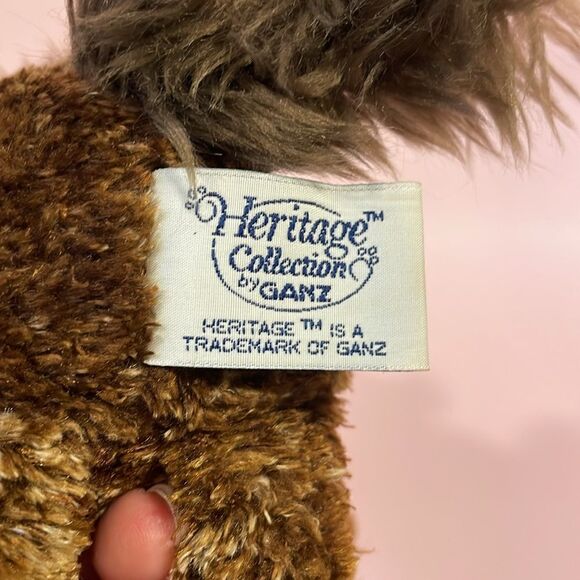 Heritage™
Collection
by GANZ
HERITAGE ™ IS A
TRADEMARK OF GANZ